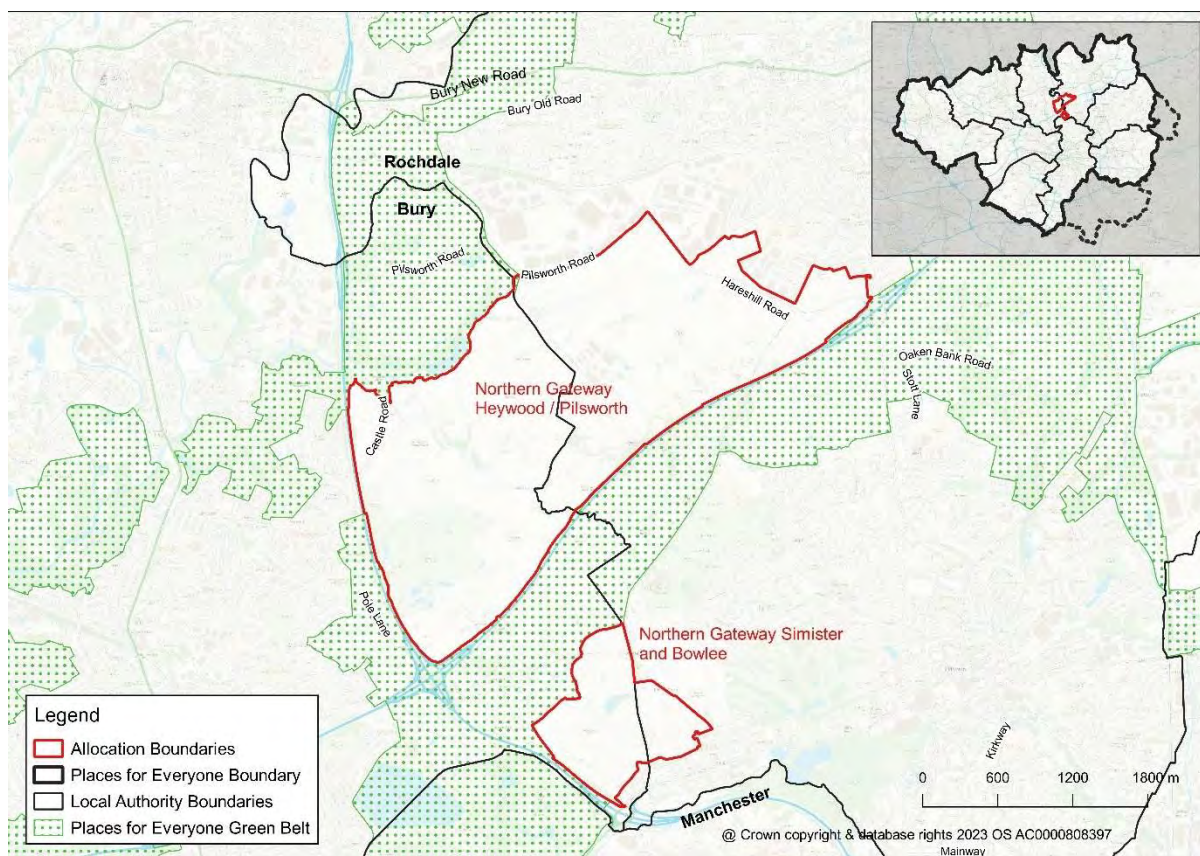 Bury New Road
Bury Old Road
Rochdale
Bury
Pilsworth Road
Pilsworth Road
Hareshill Road
Oaken Bank Road
Stott Lane
Northern Gateway
Heywood / Pilsworth
Castle Road
Pole Lane
Northern Gateway Simister
and Bowlee
Legend
Allocation Boundaries
Places for Everyone Boundary
Local Authority Boundaries
Places for Everyone Green Belt
Kirkway
0 600 1200 1800 m
Manchester
@ Crown copyright & database rights 2023 OS AC0000808397
Mainway